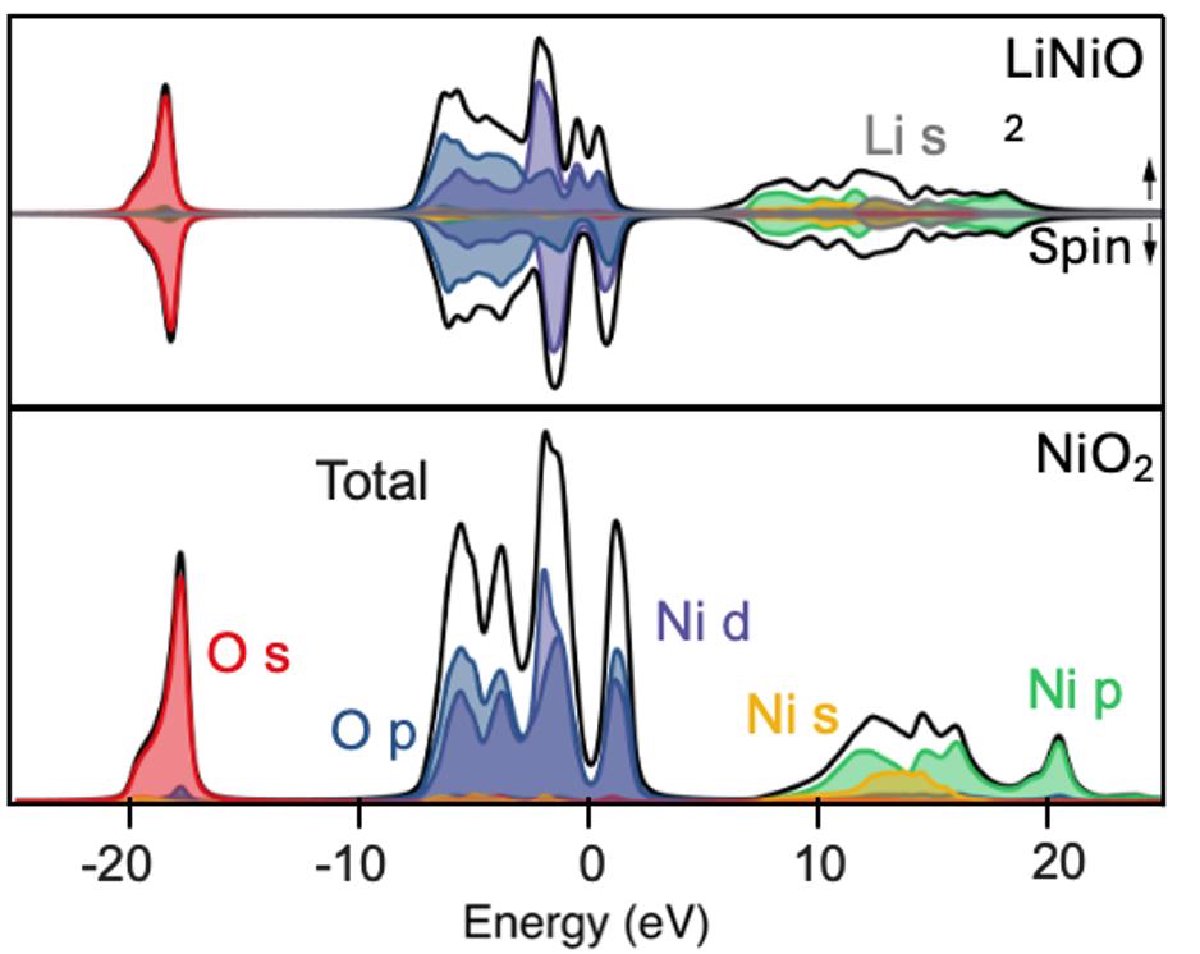 LiNiO
2
Li s
Spin
NiO₂
Total
Ni d
O s
Ni p
O p
Ni s
-20 -10 0 10 20
Energy (eV)